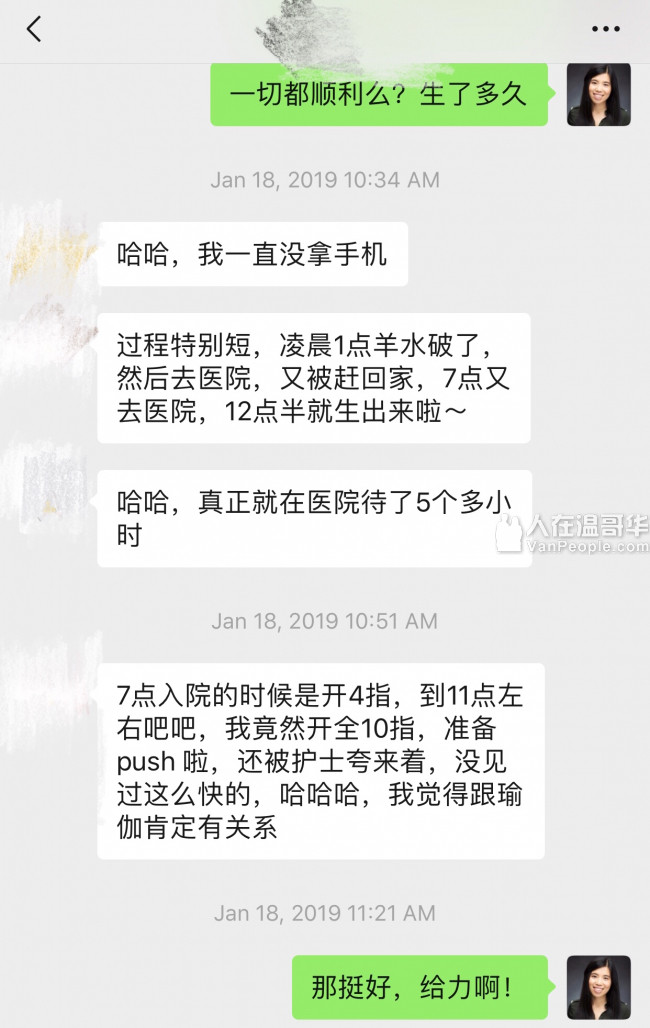 一切都顺利么？生了多久
Jan 18, 2019 10:34 AM
哈哈，我一直没拿手机
过程特别短，凌晨1点羊水破了，
然后去医院，又被赶回家，7点又
去医院，12点半就生出来啦～
哈哈，真正就在医院待了5个多小
时
人在温哥华
VanPeople.com
Jan 18, 2019 10:51 AM
7点入院的时候是开4指，到11点左
右吧吧，我竟然开全10指，准备
push 啦，还被护士夸来着，没见
过这么快的，哈哈哈，我觉得跟瑜
伽肯定有关系
Jan 18, 2019 11:21 AM
那挺好，给力啊！